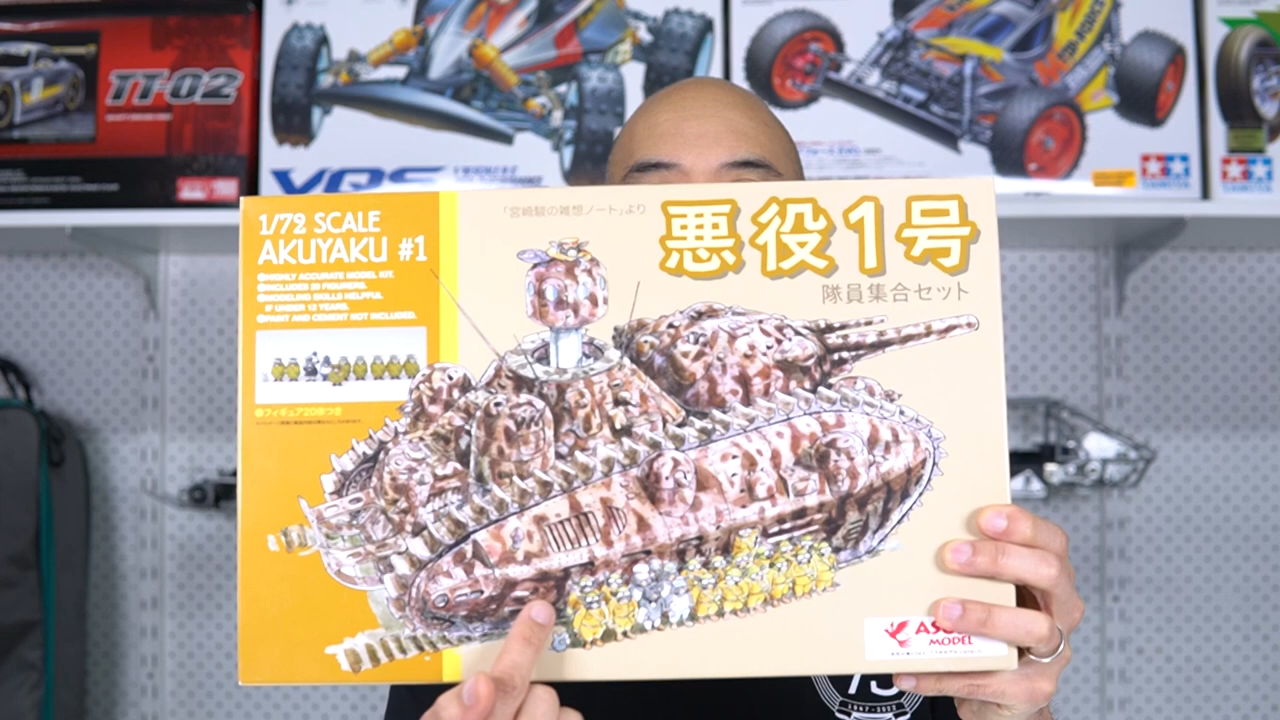 TT-02
VQS
TAMIYA
TAMIYA
1/72 SCALE
AKUYAKU #1
HIGHLY ACCURATE MODEL KIT.
INCLUDES 20 FIGURERS.
MODELING SKILLS HELPFUL
IF UNDER 12 YEARS.
PAINT AND CEMENT NOT INCLUDED.
フィギュア20体つき
「宮崎駿の雑想ノート」より
悪役1号
隊員集合セット
MODEL